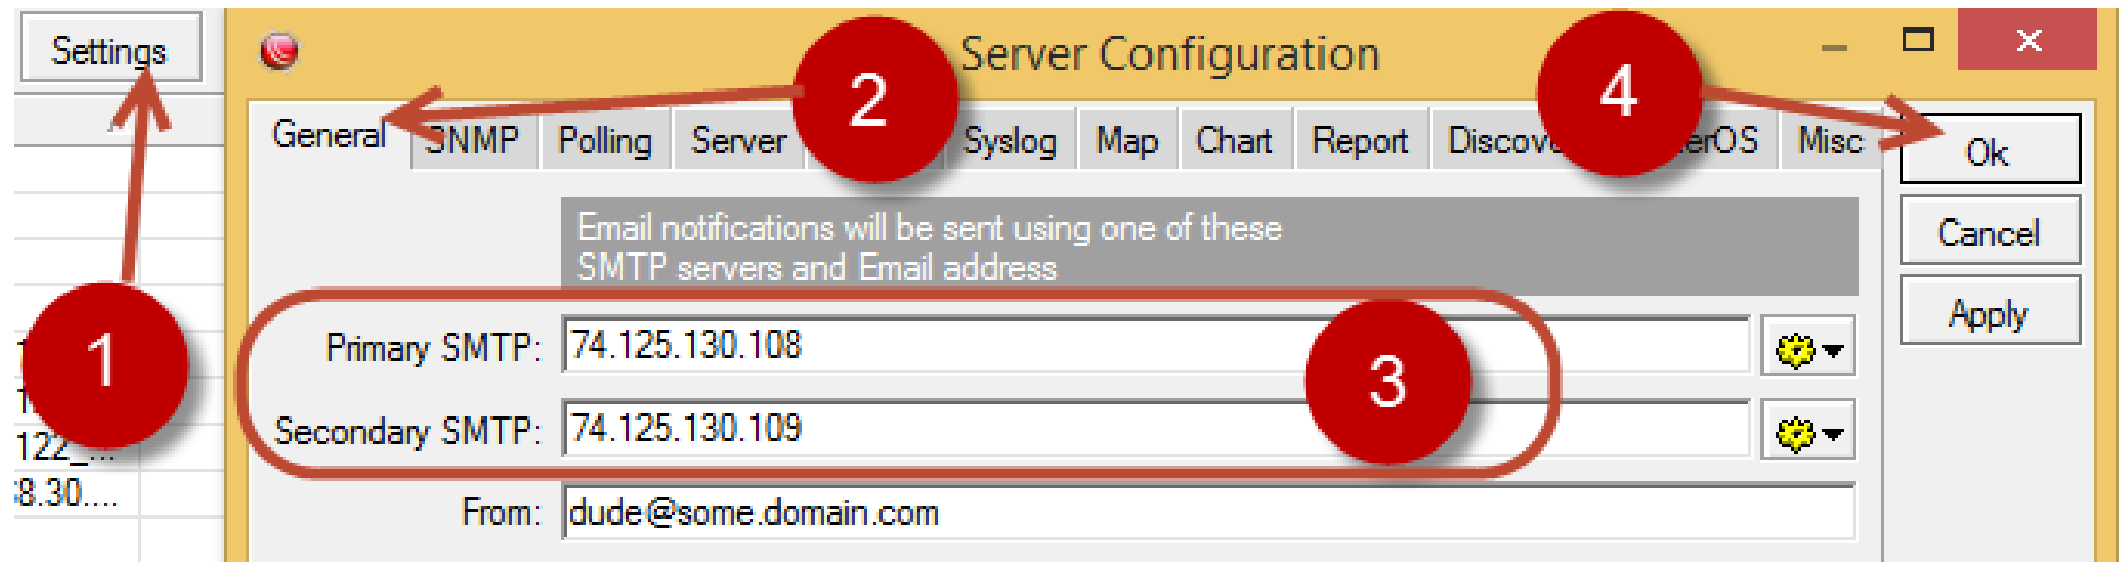 Settings
Server Configuration
General SNMP Polling Server Syslog Map Chart Report Misc
Ok
Cancel
Apply
Email notifications will be sent using one of these
SMTP servers and Email address
Primary SMTP: 74.125.130.108
Secondary SMTP: 74.125.130.109
From: dude@some.domain.com
1
2
3
4
122_...
8.30....